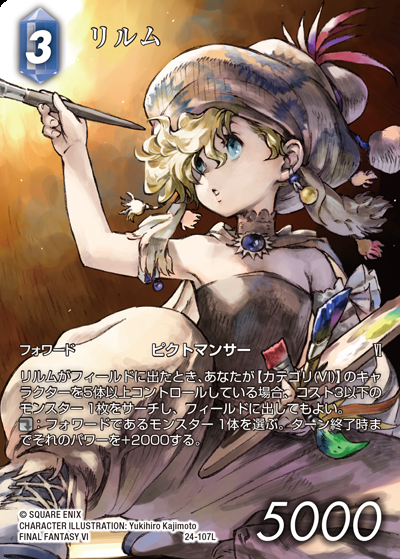 3
リルム
フォワード ピクトマンサー Ⅵ
リルムがフィールドに出たとき、あなたが【カテゴリ(Ⅵ)】のキャ
ラクターを5体以上コントロールしている場合、コスト3以下の
モンスター1枚をサーチし、フィールドに出してもよい。
:フォワードであるモンスター1体を選ぶ。ターン終了時ま
でそれのパワーを+2000する。
© SQUARE ENIX
CHARACTER ILLUSTRATION: Yukihiro Kajimoto
FINAL FANTASY VI 24-107L
5000